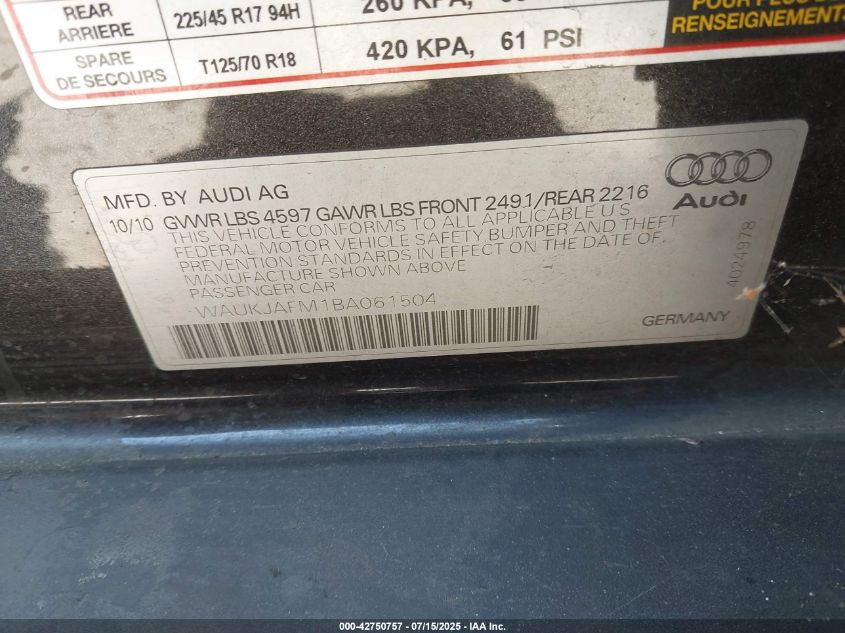 REAR
ARRIERE
225/45 R17 94H
260 KPA,
SPARE
DE SECOURS
T125/70 R18
420 KPA, 61 PSI
RENSEIGNEMENTS
MFD. BY AUDI AG
10/10 GVWR LBS 4597 GAWR LBS FRONT 2491/REAR 2216
THIS VEHICLE CONFORMS TO ALL APPLICABLE U S
FEDERAL MOTOR VEHICLE SAFETY BUMPER AND THEFT
PREVENTION STANDARDS IN EFFECT ON THE DATE OF
MANUFACTURE SHOWN ABOVE
PASSENGER CAR
WAUKJAFM1BA061504
Audi
4024978
GERMANY
000-42750757 - 07/15/2025 - IAA Inc.